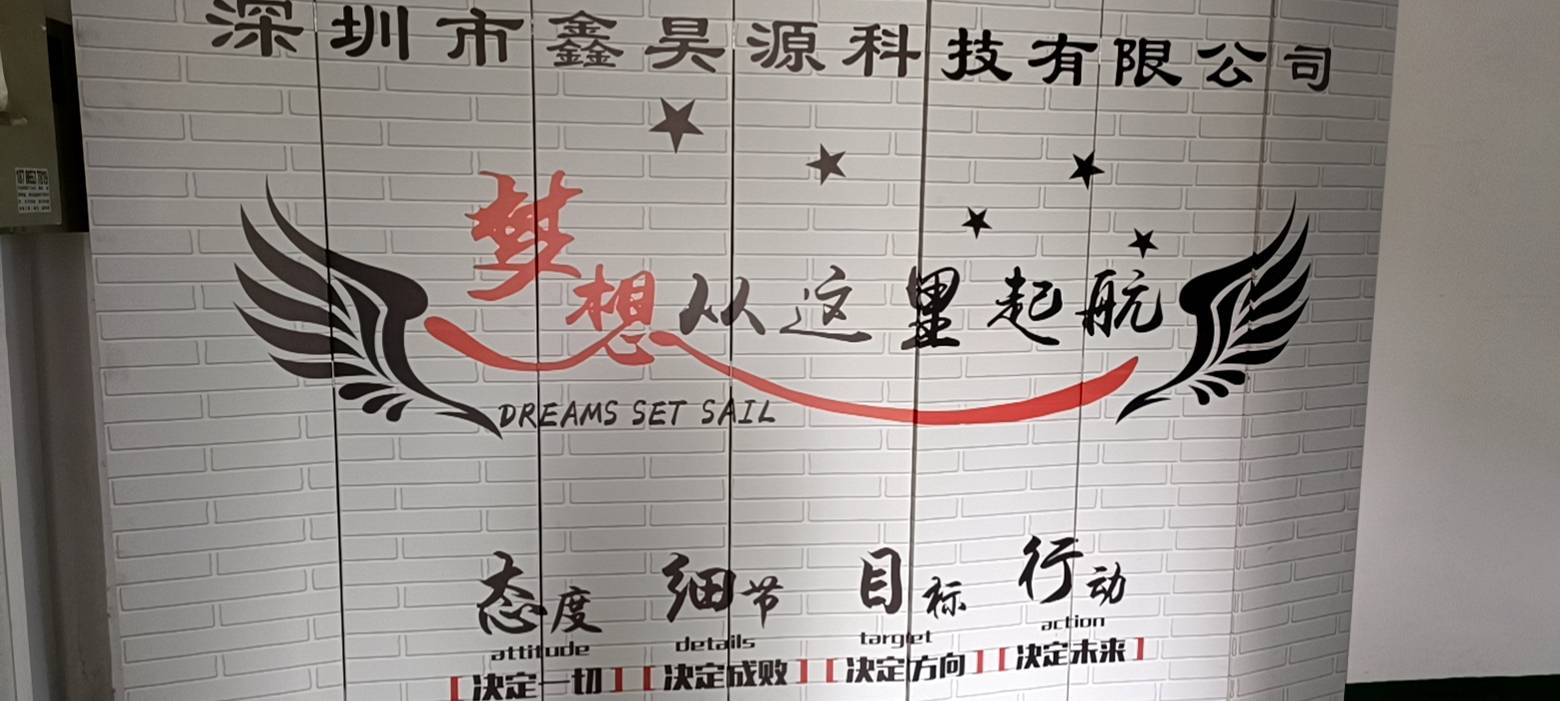 深圳市鑫昊源科技有限公司
梦想从这里起航
DREAMS SET SAIL
态度 细节 目标 行动
attitude details target action
[决定一切] [决定成败] [决定方向] [决定未来]